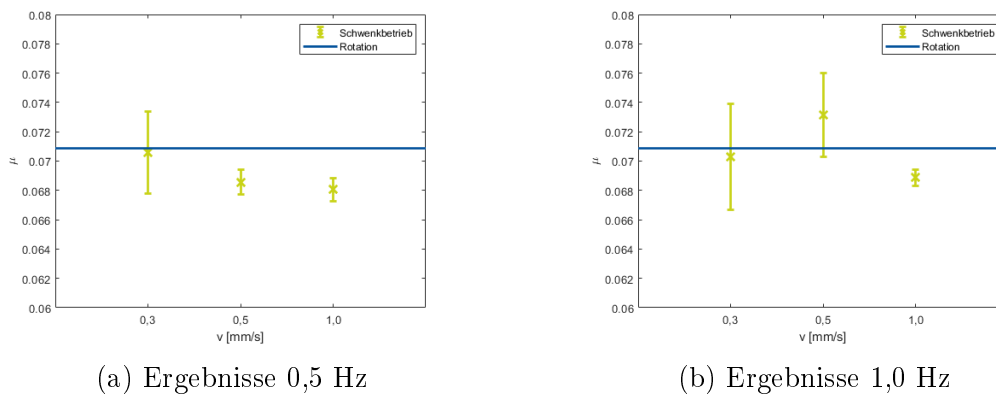 0.08
0.078
0.076
0.074
0.072
0.07
0.068
0.066
0.064
0.062
0.06
μ
Schwenkbetrieb
Rotation
0,3 0,5 1,0
v [mm/s]
(a) Ergebnisse 0,5 Hz
0.08
0.078
0.076
0.074
0.072
0.07
0.068
0.066
0.064
0.062
0.06
μ
Schwenkbetrieb
Rotation
0,3 0,5 1,0
v [mm/s]
(b) Ergebnisse 1,0 Hz